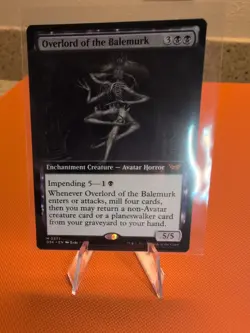 Overlord of the Balemurk 3
Enchantment Creature — Avatar Horror
Impending 5—1
Whenever Overlord of the Balemurk
enters or attacks, mill four cards,
then you may return a non-Avatar
creature card or a planeswalker card
from your graveyard to your hand.
5/5